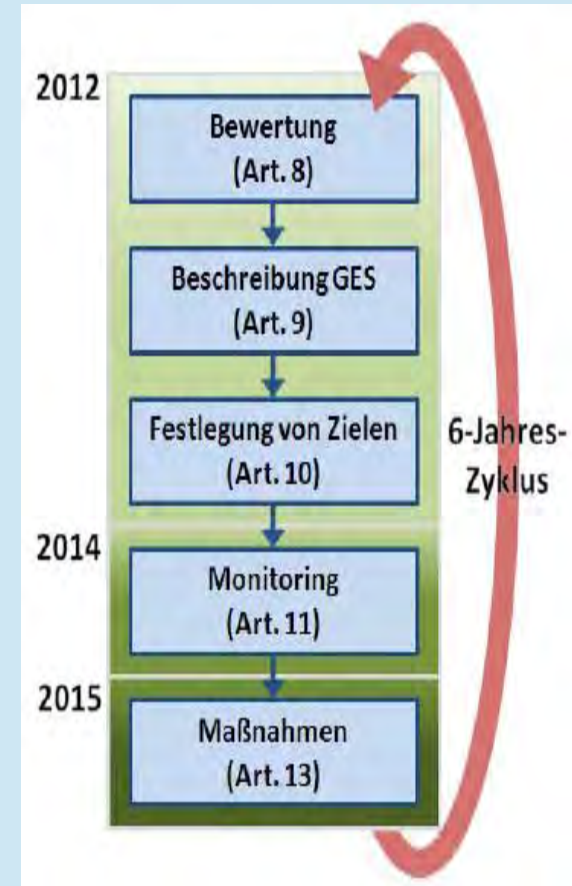 2012
Bewertung
(Art. 8)
Beschreibung GES
(Art. 9)
Festlegung von Zielen
(Art. 10)
6-Jahres-
Zyklus
2014
Monitoring
(Art. 11)
2015
Maßnahmen
(Art. 13)